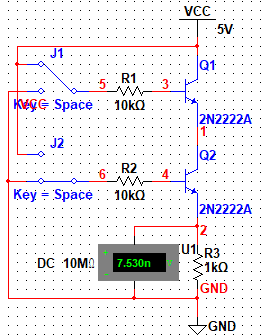 VCC
5V
J1
Q1
R1
5
3
Key = Space
VCC
10kΩ
2N2222A
1
J2
Q2
R2
6
4
Key = Space
10kΩ
2N2222A
2
U1
R3
DC 10MΩ
7.530n
V
1kΩ
GND
GND